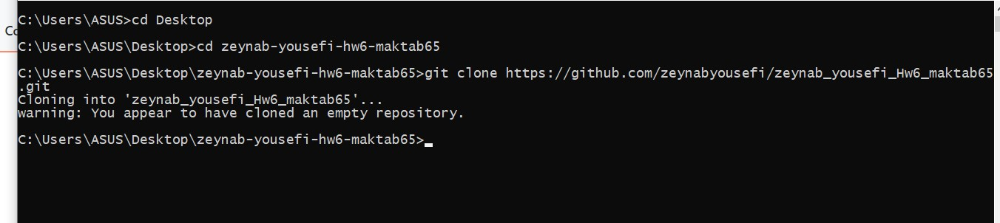 Co
C:\Users\ASUS>cd Desktop
C:\Users\ASUS\Desktop>cd zeynab-yousefi-hw6-maktab65
C:\Users\ASUS\Desktop\zeynab-yousefi-hw6-maktab65>git clone https://github.com/zeynabyousefi/zeynab_yousefi_Hw6_maktab65
.git
Cloning into 'zeynab_yousefi_Hw6_maktab65'...
warning: You appear to have cloned an empty repository.
C:\Users\ASUS\Desktop\zeynab-yousefi-hw6-maktab65>